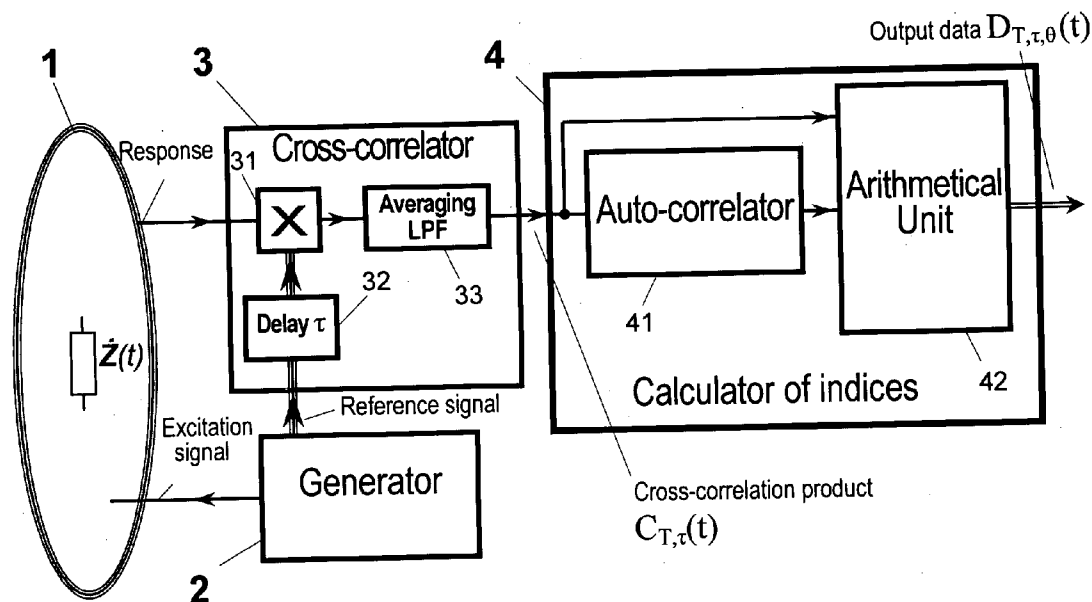 Output data D_{T,τ,θ}(t)
1
3
4
Response
31
Cross-correlator
X
Averaging
LPF
Auto-correlator
Arithmetical
Unit
32
33
Delay τ
41
Ż(t)
42
Calculator of indices
Reference signal
Excitation
signal
Generator
Cross-correlation product
C_{T,τ}(t)
2